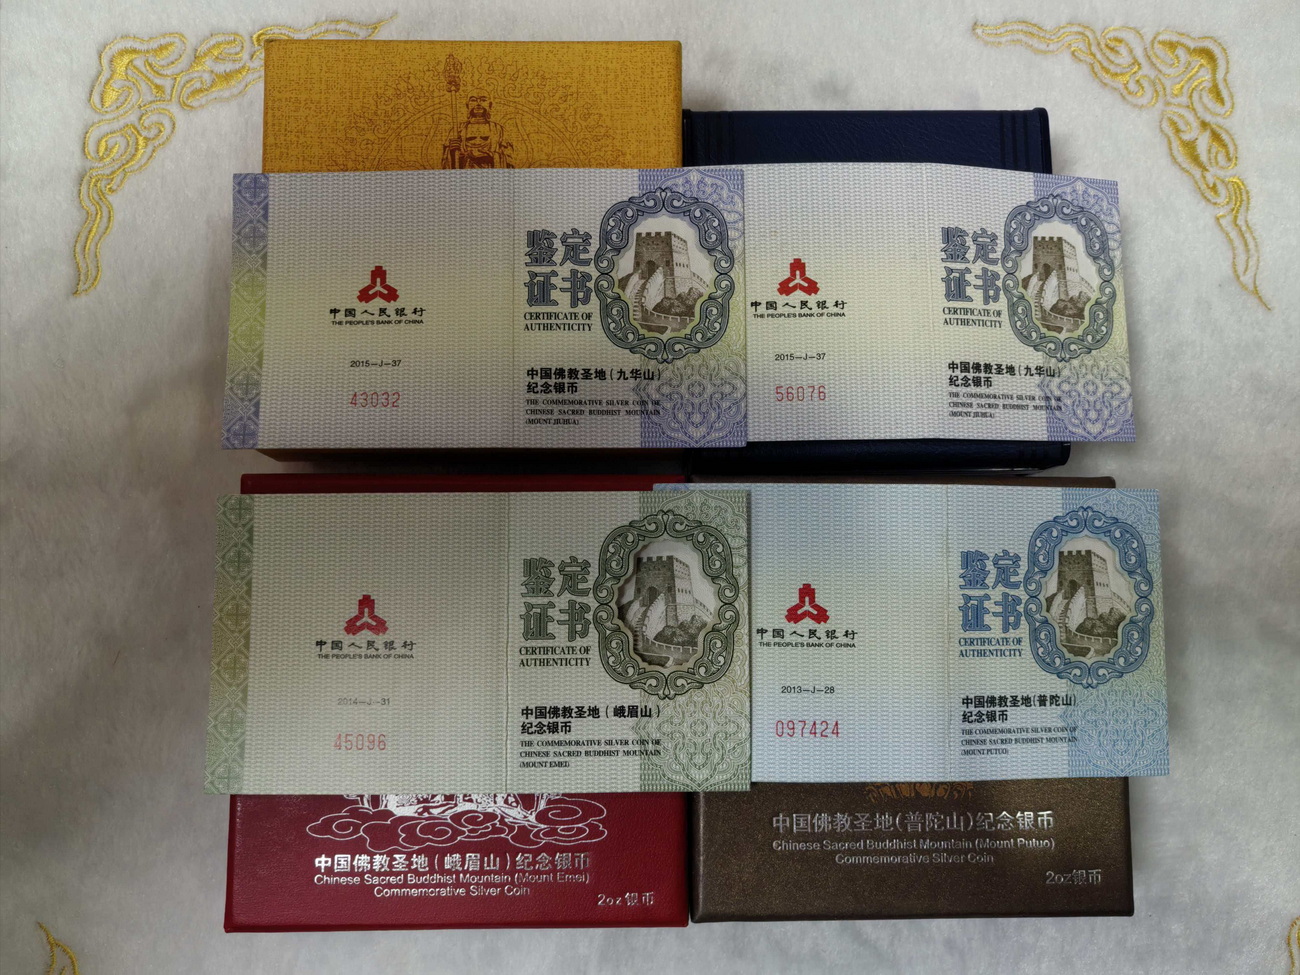 中国人民银行
THE PEOPLE'S BANK OF CHINA
2015—J—37
43032
鉴定
证书
CERTIFICATE OF
AUTHENTICITY
中国佛教圣地(九华山)
纪念银币
THE COMMEMORATIVE SILVER COIN OF
CHINESE SACRED BUDDHIST MOUNTAIN
(MOUNT JIUHUA)
中国人民银行
THE PEOPLE'S BANK OF CHINA
2015—J—37
56076
鉴定
证书
CERTIFICATE OF
AUTHENTICITY
中国佛教圣地(九华山)
纪念银币
THE COMMEMORATIVE SILVER COIN OF
CHINESE SACRED BUDDHIST MOUNTAIN
(MOUNT JIUHUA)
中国人民银行
THE PEOPLE'S BANK OF CHINA
2014—J—31
45096
鉴定
证书
CERTIFICATE OF
AUTHENTICITY
中国佛教圣地(峨眉山)
纪念银币
THE COMMEMORATIVE SILVER COIN OF
CHINESE SACRED BUDDHIST MOUNTAIN
(MOUNT EMEI)
中国人民银行
THE PEOPLE'S BANK OF CHINA
2013—J—28
097424
鉴定
证书
CERTIFICATE OF
AUTHENTICITY
中国佛教圣地(普陀山)
纪念银币
THE COMMEMORATIVE SILVER COIN OF
CHINESE SACRED BUDDHIST MOUNTAIN
(MOUNT PUTUO)
中国佛教圣地(峨眉山)纪念银币
Chinese Sacred Buddhist Mountain (Mount Emei)
Commemorative Silver Coin
2oz银币
中国佛教圣地(普陀山)纪念银币
Chinese Sacred Buddhist Mountain (Mount Putuo)
Commemorative Silver Coin
2oz银币